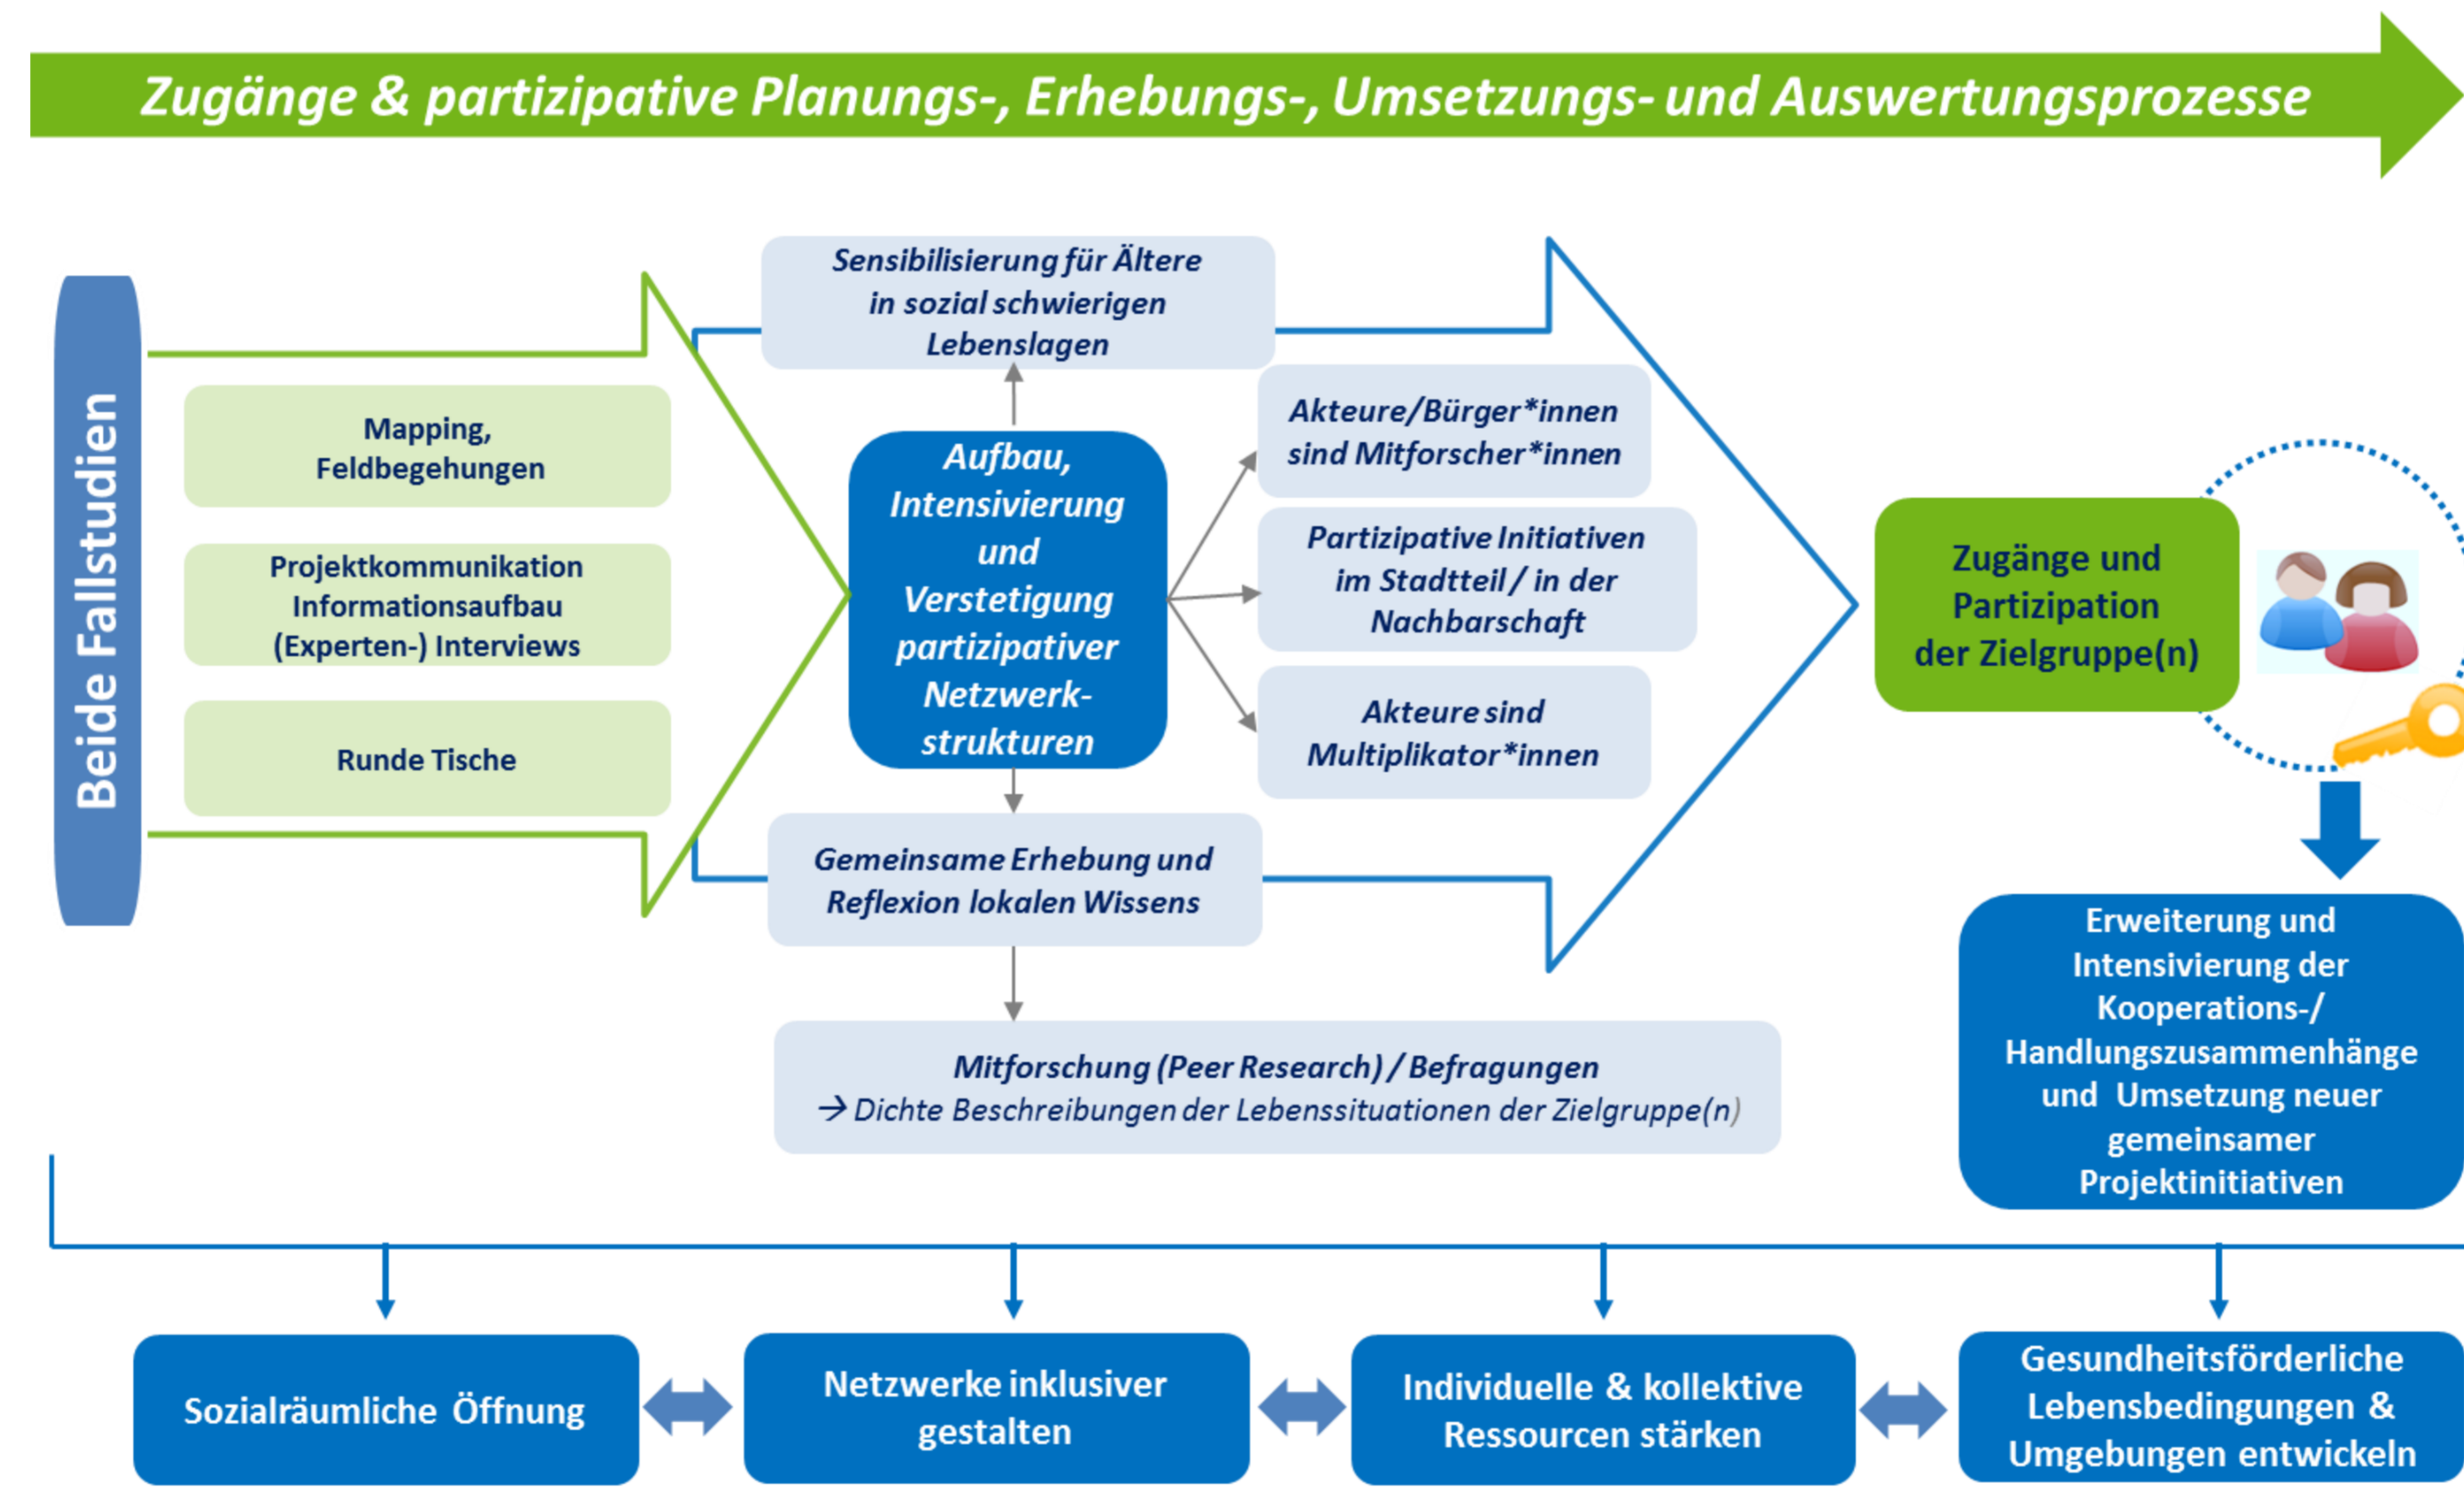 Zugänge & partizipative Planungs-, Erhebungs-, Umsetzungs- und Auswertungsprozesse
Beide Fallstudien
Mapping,
Feldbegehungen
Projektkommunikation
Informationsaufbau
(Experten-) Interviews
Runde Tische
Sensibilisierung für Ältere
in sozial schwierigen
Lebenslagen
Aufbau,
Intensivierung
und
Verstetigung
partizipativer
Netzwerk-
strukturen
Akteure/Bürger*innen
sind Mitforscher*innen
Partizipative Initiativen
im Stadtteil / in der
Nachbarschaft
Akteure sind
Multiplikator*innen
Gemeinsame Erhebung und
Reflexion lokalen Wissens
Mitforschung (Peer Research) / Befragungen
→ Dichte Beschreibungen der Lebenssituationen der Zielgruppe(n)
Zugänge und
Partizipation
der Zielgruppe(n)
Erweiterung und
Intensivierung der
Kooperations-/
Handlungszusammenhänge
und Umsetzung neuer
gemeinsamer
Projektinitiativen
Sozialräumliche Öffnung
Netzwerke inklusiver
gestalten
Individuelle & kollektive
Ressourcen stärken
Gesundheitsförderliche
Lebensbedingungen &
Umgebungen entwickeln